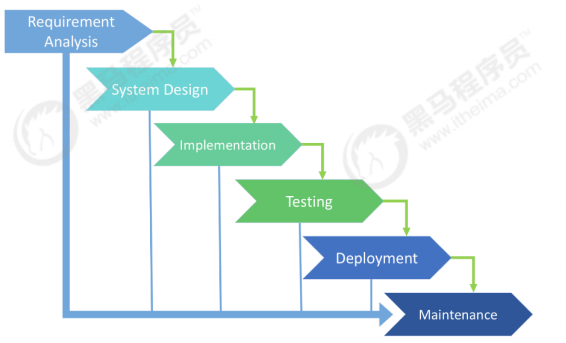 Requirement
Analysis
System Design
Implementation
Testing
Deployment
Maintenance
黑马程序员™
www.itheima.com
黑马程序员™
www.itheima.com